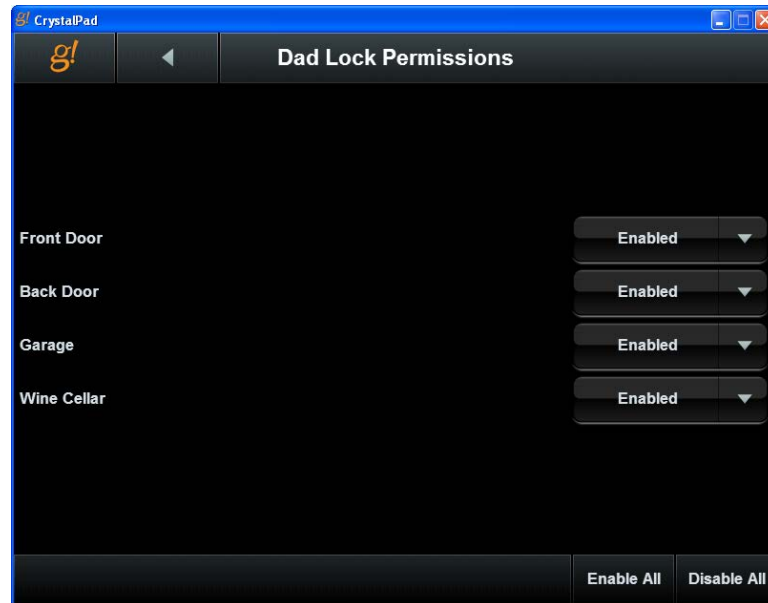 g! CrystalPad
g! Dad Lock Permissions
Front Door Enabled
Back Door Enabled
Garage Enabled
Wine Cellar Enabled
Enable All Disable All